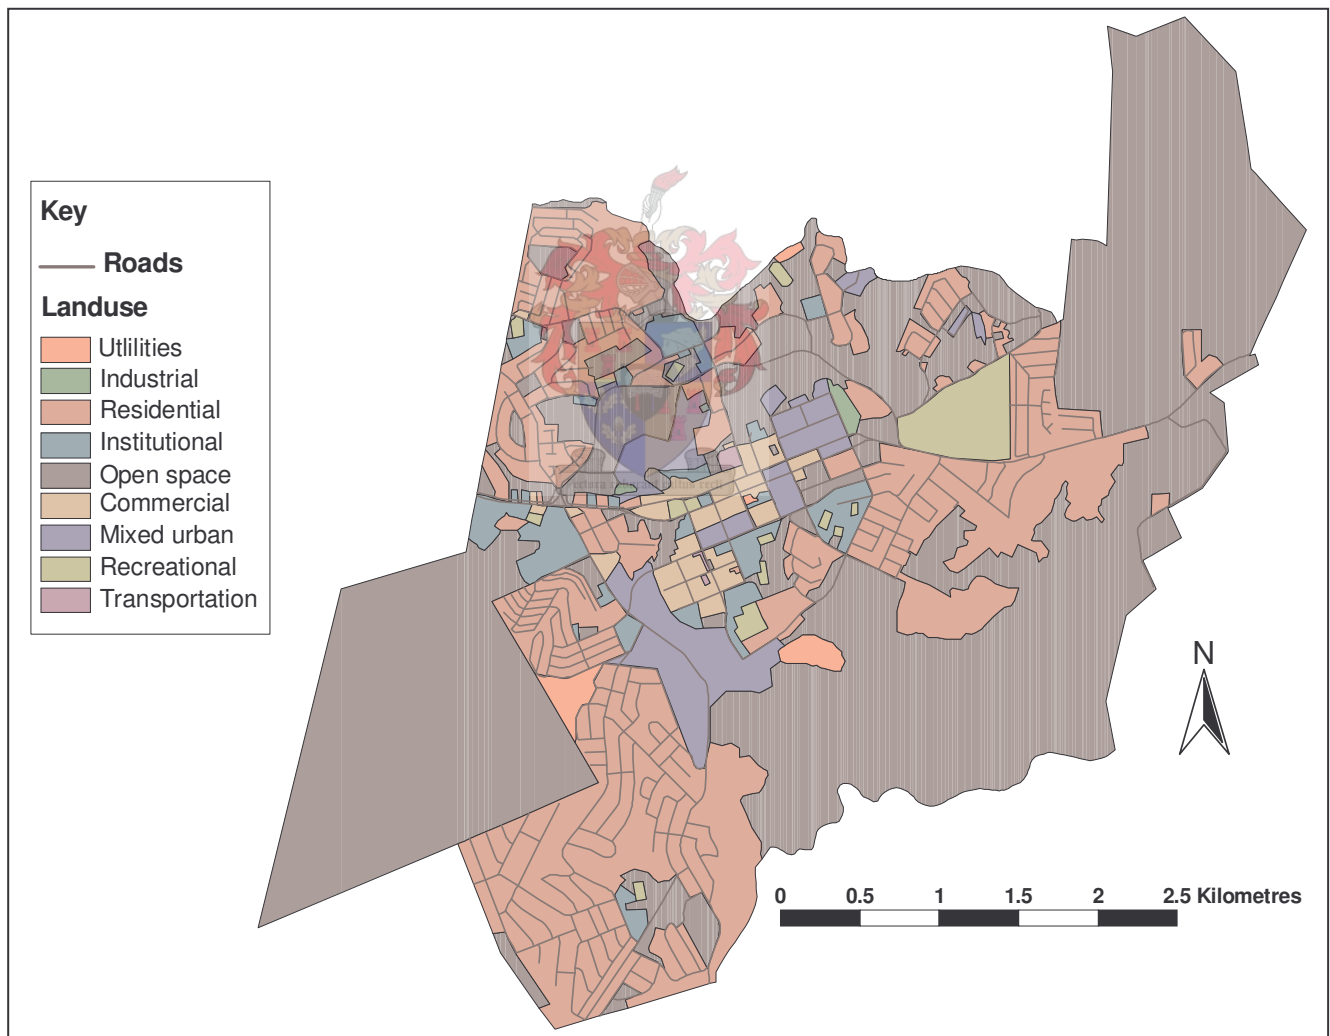 Key
Roads
Landuse
Utlilities
Industrial
Residential
Institutional
Open space
Commercial
Mixed urban
Recreational
Transportation
N
0 0.5 1 1.5 2 2.5 Kilometres